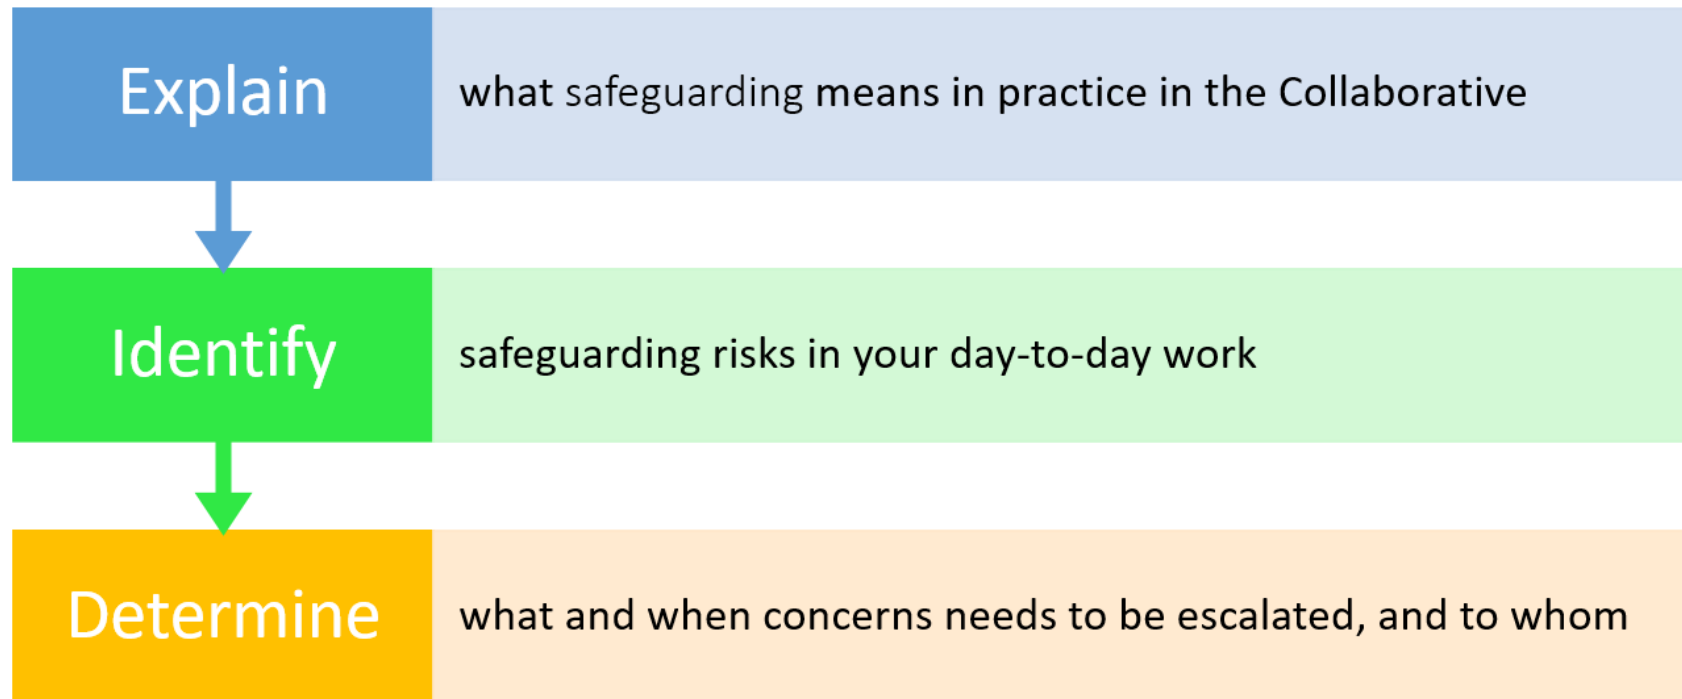 Explain
what safeguarding means in practice in the Collaborative
Identify
safeguarding risks in your day-to-day work
Determine
what and when concerns needs to be escalated, and to whom